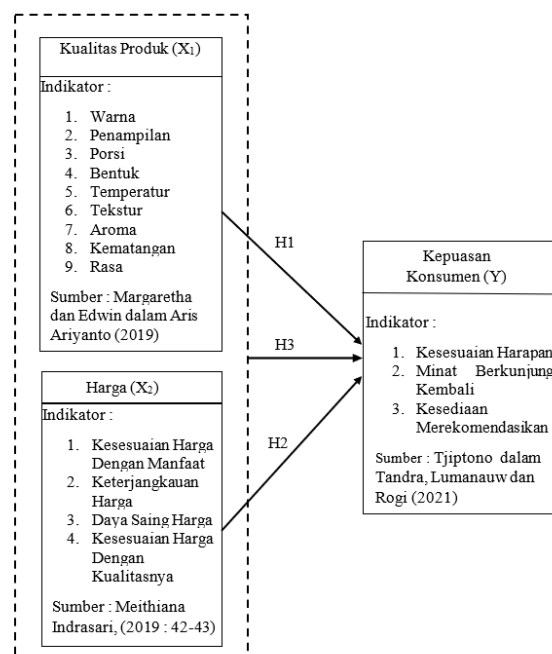 Kualitas Produk (X₁)
Indikator :
1. Warna
2. Penampilan
3. Porsi
4. Bentuk
5. Temperatur
6. Tekstur
7. Aroma
8. Kematangan
9. Rasa
Sumber : Margaretha
dan Edwin dalam Aris
Ariyanto (2019)
Harga (X₂)
Indikator :
1. Kesesuaian Harga
Dengan Manfaat
2. Keterjangkauan
Harga
3. Daya Saing Harga
4. Kesesuaian Harga
Dengan
Kualitasnya
Sumber : Meithiana
Indrasari, (2019 : 42-43)
H1
H3
H2
Kepuasan
Konsumen (Y)
Indikator :
1. Kesesuaian Harapan
2. Minat Berkunjung
Kembali
3. Kesediaan
Merekomendasikan
Sumber : Tjiptono dalam
Tandra, Lumanauw dan
Rogi (2021)